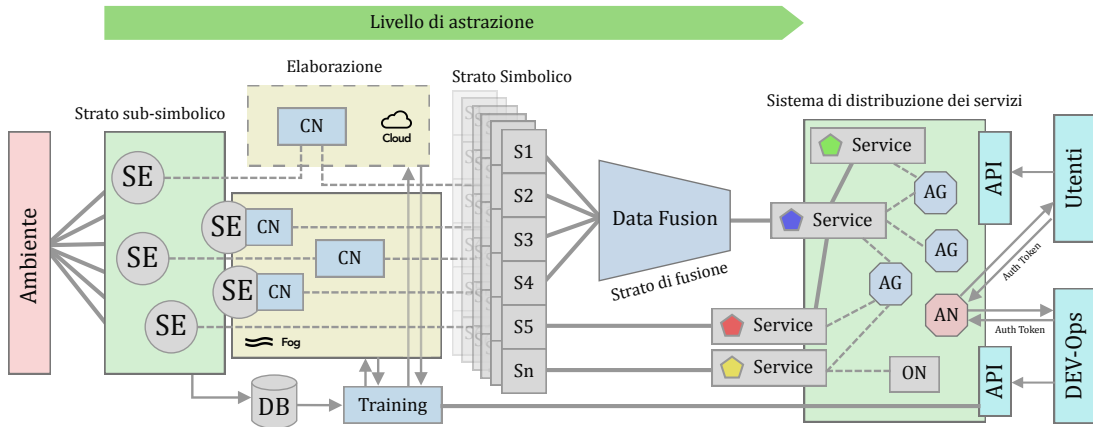 Livello di astrazione
Elaborazione
Strato Simbolico
Sistema di distribuzione dei servizi
Strato sub-simbolico
Ambiente
SE
SE
SE
CN
Cloud
SE
CN
CN
SE
CN
Fog
DB
Training
S1
S2
S3
S4
S5
Sn
Data Fusion
Strato di fusione
Service
Service
Service
Service
AG
AG
AG
AN
ON
API
API
Utenti
Auth Token
Auth Token
DEV-Ops